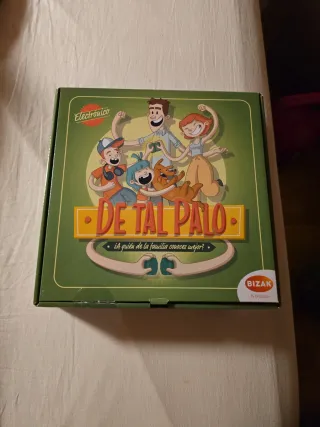 Electrónico
DE TAL PALO
¿A quién de la familia conoces mejor?
BIZAK